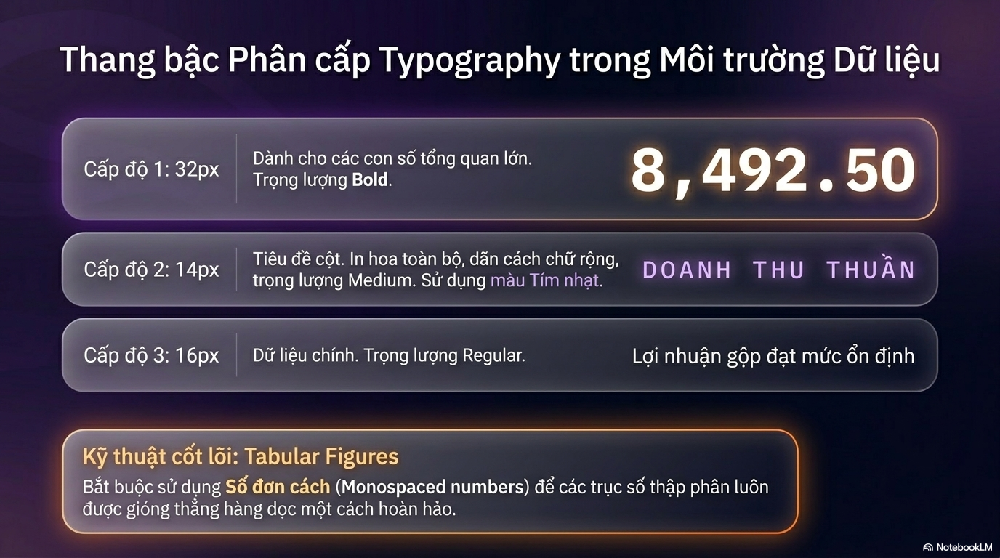 Thang bậc Phân cấp Typography trong Môi trường Dữ liệu
Cấp độ 1: 32px
Dành cho các con số tổng quan lớn.
Trọng lượng Bold.
8,492.50
Cấp độ 2: 14px
Tiêu đề cột. In hoa toàn bộ, dãn cách chữ rộng,
trọng lượng Medium. Sử dụng màu Tím nhạt.
DOANH THU THUẦN
Cấp độ 3: 16px
Dữ liệu chính. Trọng lượng Regular.
Lợi nhuận gộp đạt mức ổn định
Kỹ thuật cốt lõi: Tabular Figures
Bắt buộc sử dụng Số đơn cách (Monospaced numbers) để các trục số thập phân luôn
được gióng thẳng hàng dọc một cách hoàn hảo.
NotebookLM